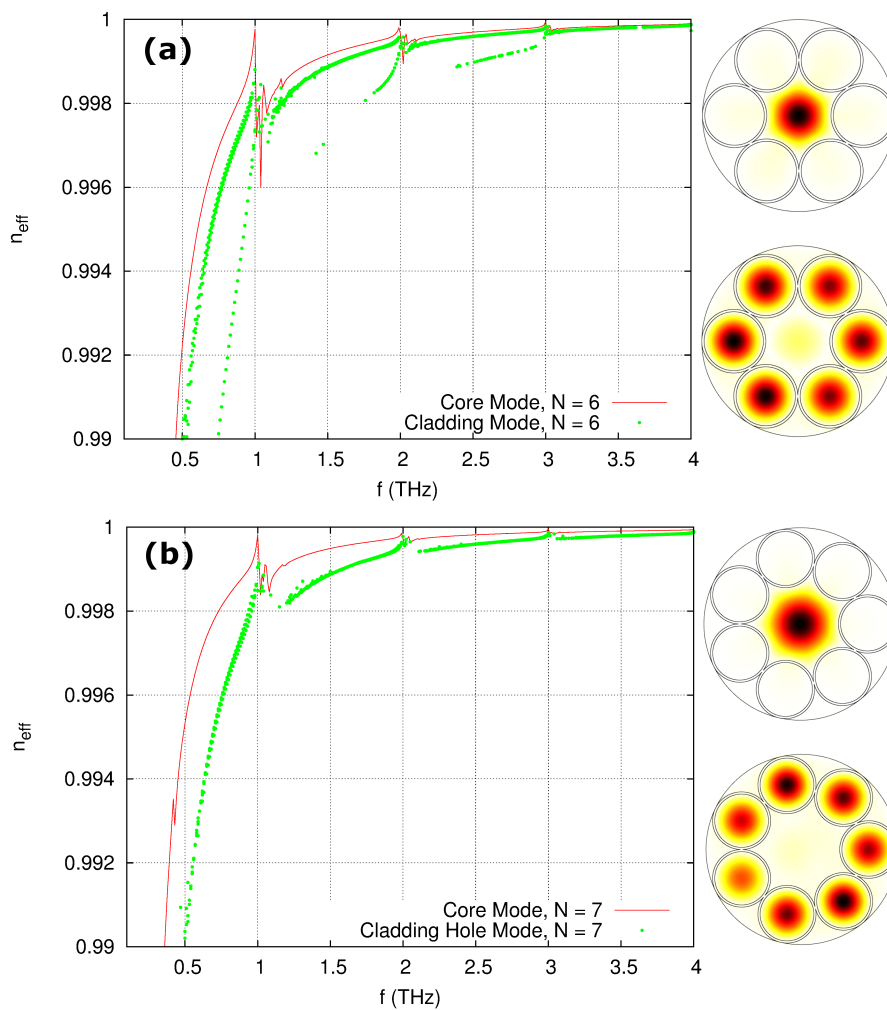 (a)
1
0.998
0.996
0.994
0.992
0.99
n_eff
Core Mode, N = 6
Cladding Mode, N = 6
0.5 1 1.5 2 2.5 3 3.5 4
f (THz)
(b)
1
0.998
0.996
0.994
0.992
0.99
n_eff
Core Mode, N = 7
Cladding Hole Mode, N = 7
0.5 1 1.5 2 2.5 3 3.5 4
f (THz)